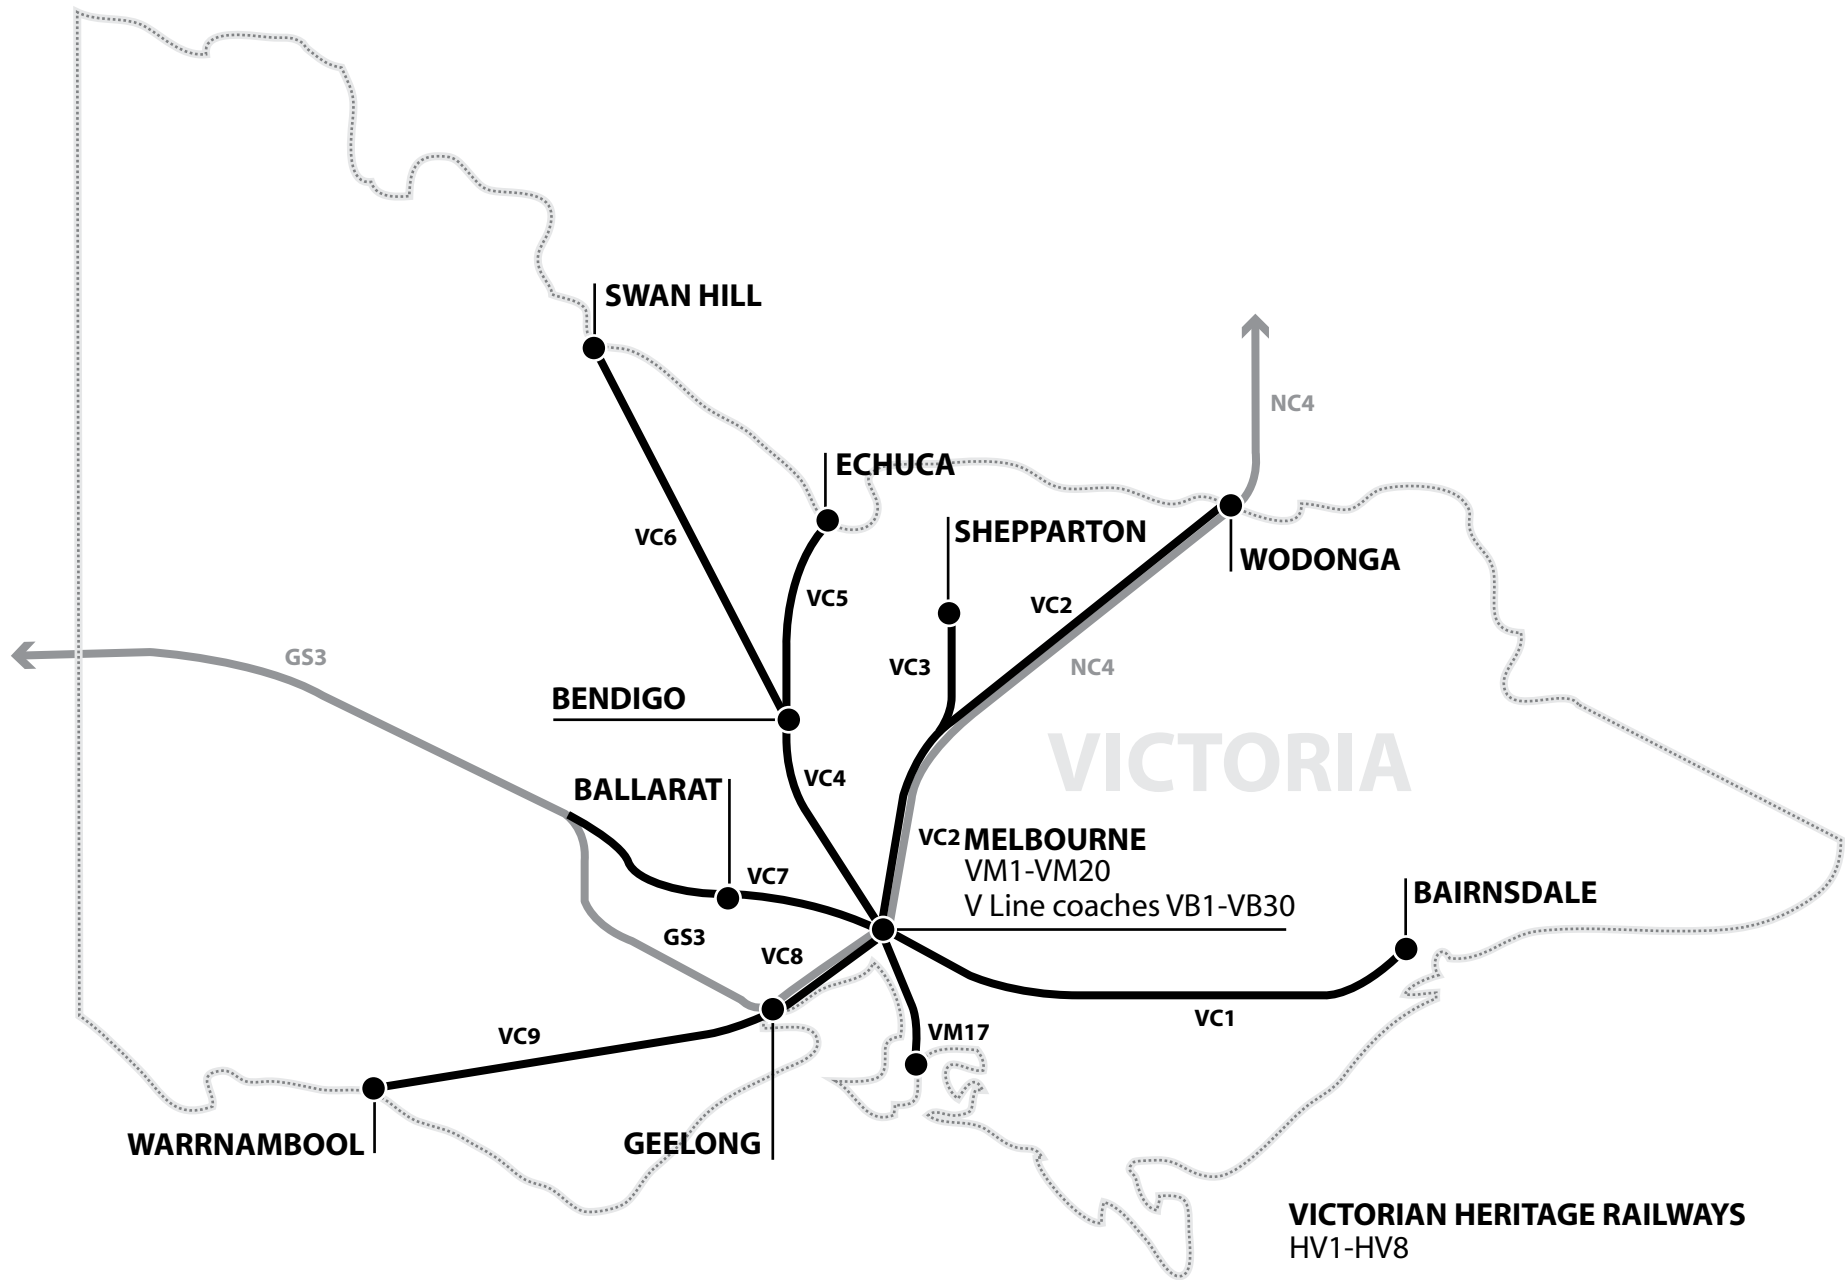 SWAN HILL
NC4
ECHUCA
SHEPPARTON
VC6
WODONGA
VC5
VC2
GS3
VC3
NC4
BENDIGO
VICTORIA
VC4
BALLARAT
VC2 MELBOURNE
VM1-VM20
VC7
V Line coaches VB1-VB30
BAIRNSDALE
GS3
VC8
VC1
VC9
VM17
WARRNAMBOOL
GEELONG
VICTORIAN HERITAGE RAILWAYS
HV1-HV8